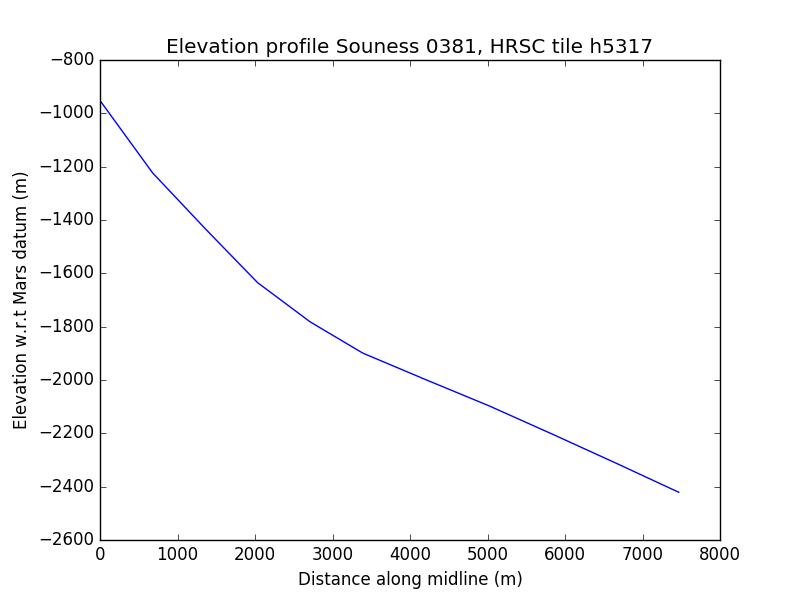 Elevation profile Souness 0381, HRSC tile h5317
−800
−1000
−1200
−1400
−1600
−1800
−2000
−2200
−2400
−2600
Elevation w.r.t Mars datum (m)
0 1000 2000 3000 4000 5000 6000 7000 8000
Distance along midline (m)